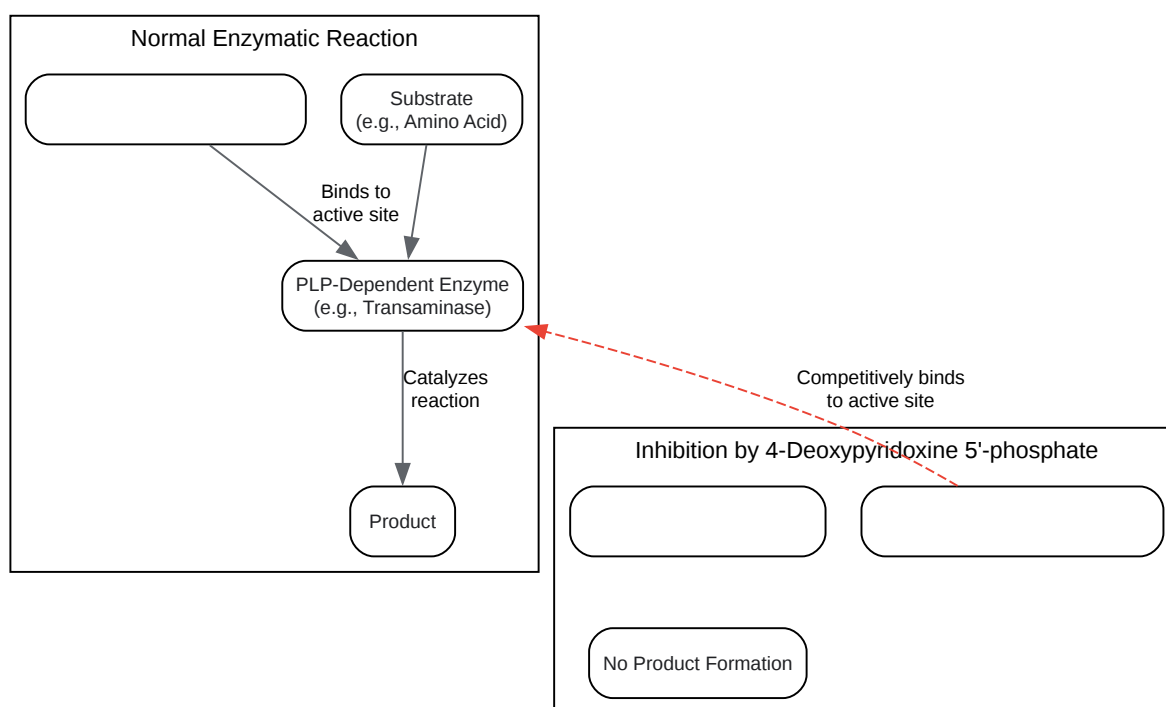 Normal Enzymatic Reaction
Substrate
(e.g., Amino Acid)
Binds to
active site
PLP-Dependent Enzyme
(e.g., Transaminase)
Catalyzes
reaction
Product
Competitively binds
to active site
Inhibition by 4-Deoxypyridoxine 5'-phosphate
No Product Formation